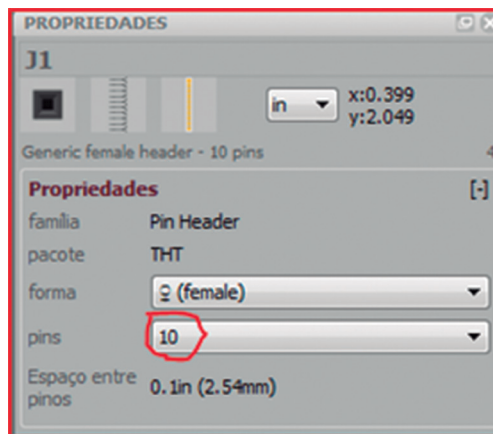 PROPRIEDADES
J1
in
x:0.399
y:2.049
Generic female header - 10 pins
4
Propriedades [-]
família Pin Header
pacote THT
forma ♀ (female)
pins 10
Espaço entre pinos 0.1in (2.54mm)